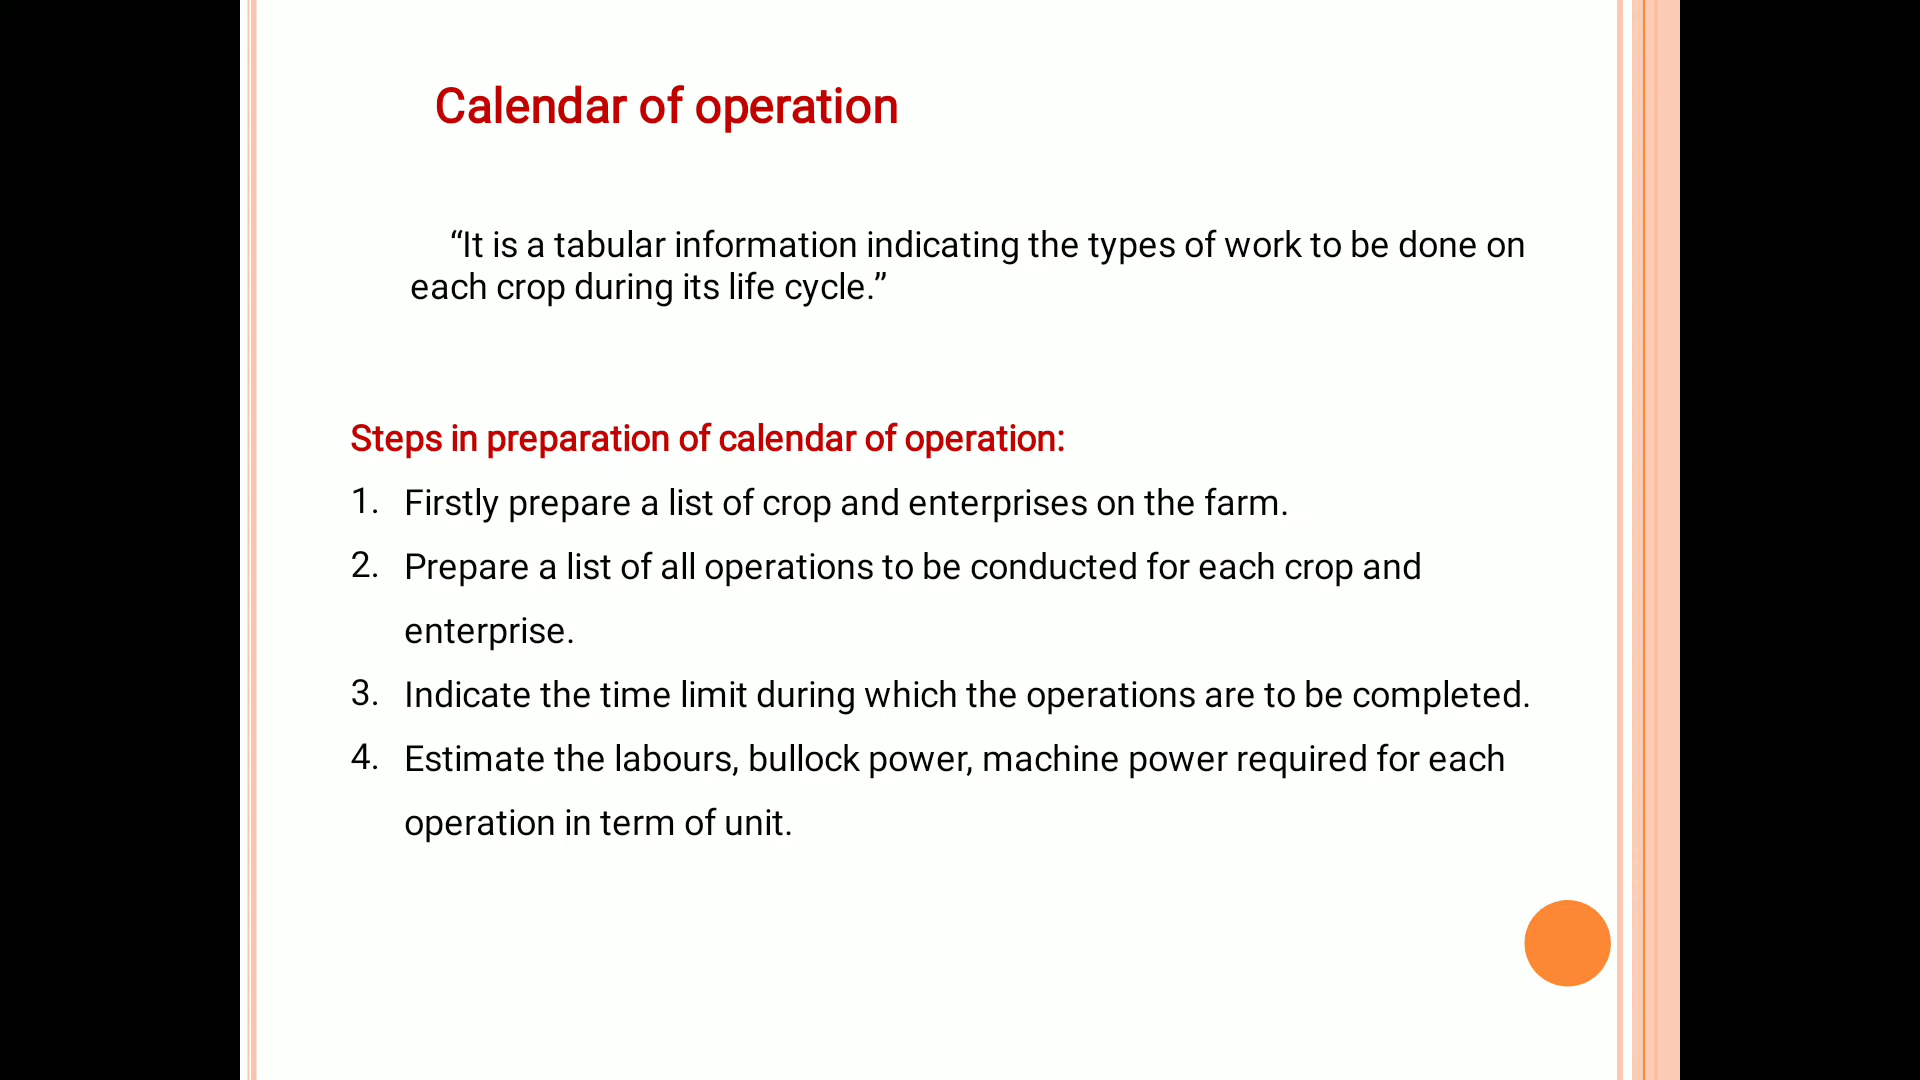 Calendar of operation
“It is a tabular information indicating the types of work to be done on
each crop during its life cycle.”
Steps in preparation of calendar of operation:
1. Firstly prepare a list of crop and enterprises on the farm.
2. Prepare a list of all operations to be conducted for each crop and
enterprise.
3. Indicate the time limit during which the operations are to be completed.
4. Estimate the labours, bullock power, machine power required for each
operation in term of unit.